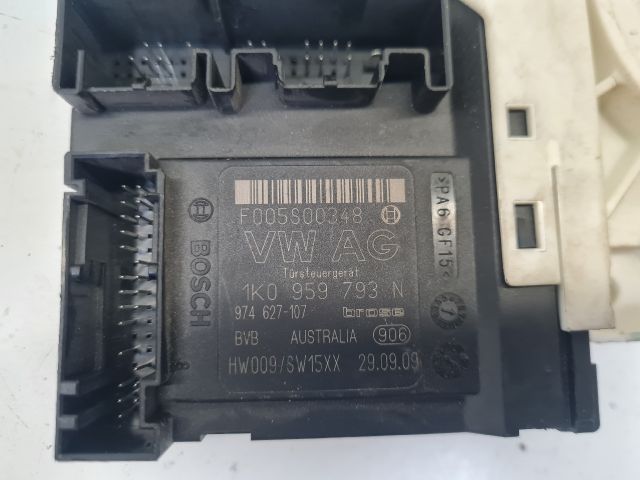 F005S00348
VW AG
Türsteuergerät
1K0 959 793 N
974 627-107 brose
BVB AUSTRALIA 906
HW009/SW15XX 29.09.09
BOSCH
>PA6 GF15<
8